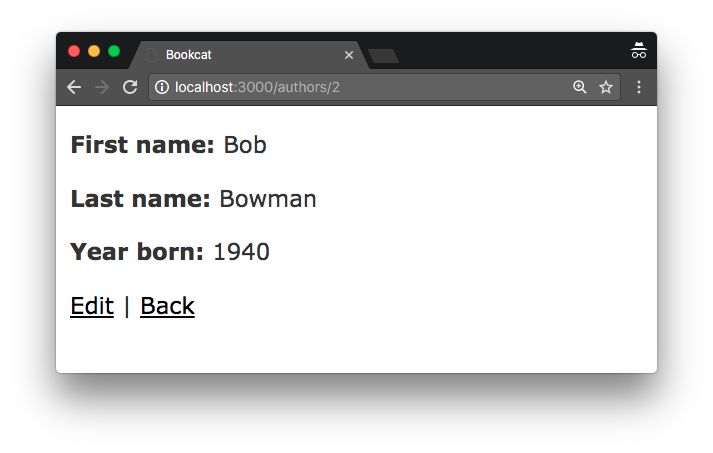 Bookcat
localhost:3000/authors/2
First name: Bob
Last name: Bowman
Year born: 1940
Edit | Back